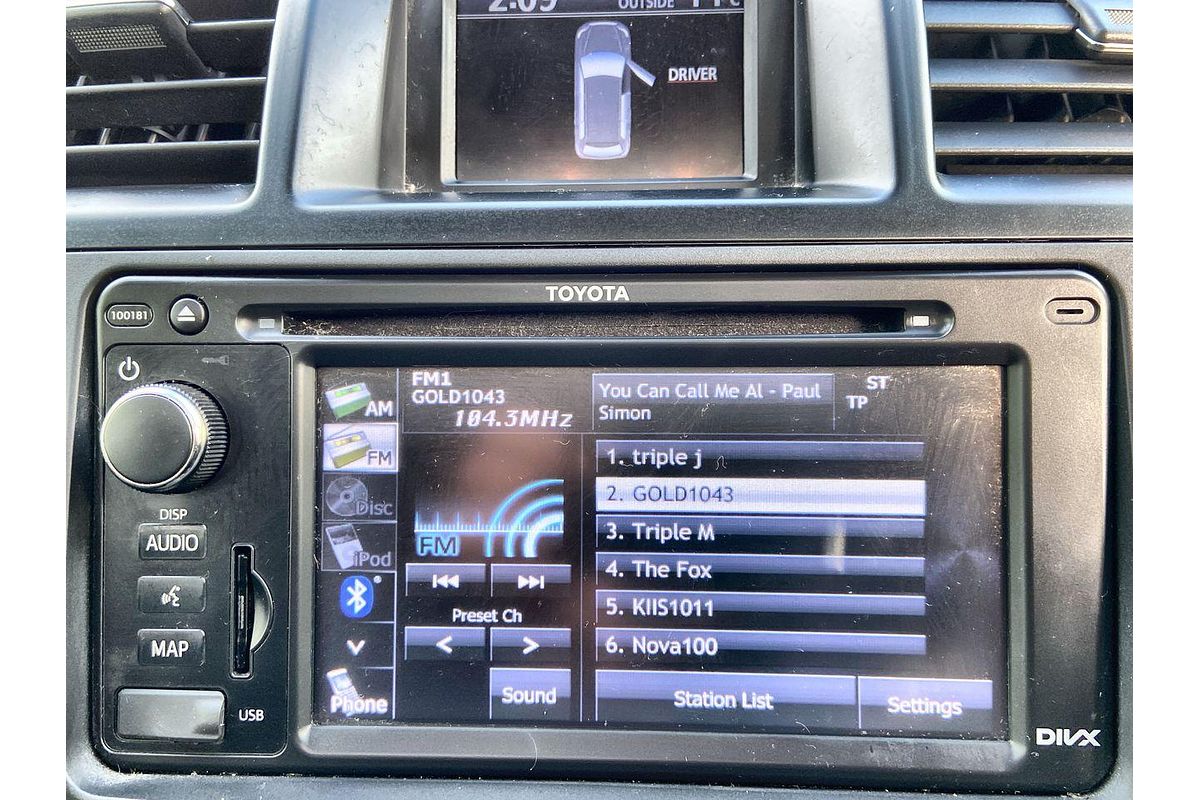 OUTSIDE
DRIVER
TOYOTA
100181
FM1
GOLD1043
104.3MHz
You Can Call Me Al - Paul
Simon
ST
TP
AM
FM
Disc
iPod
Phone
FM
Preset Ch
<
>
Sound
1. triple j
2. GOLD1043
3. Triple M
4. The Fox
5. KIIS1011
6. Nova100
Station List
Settings
DISP
AUDIO
MAP
USB
DIVX